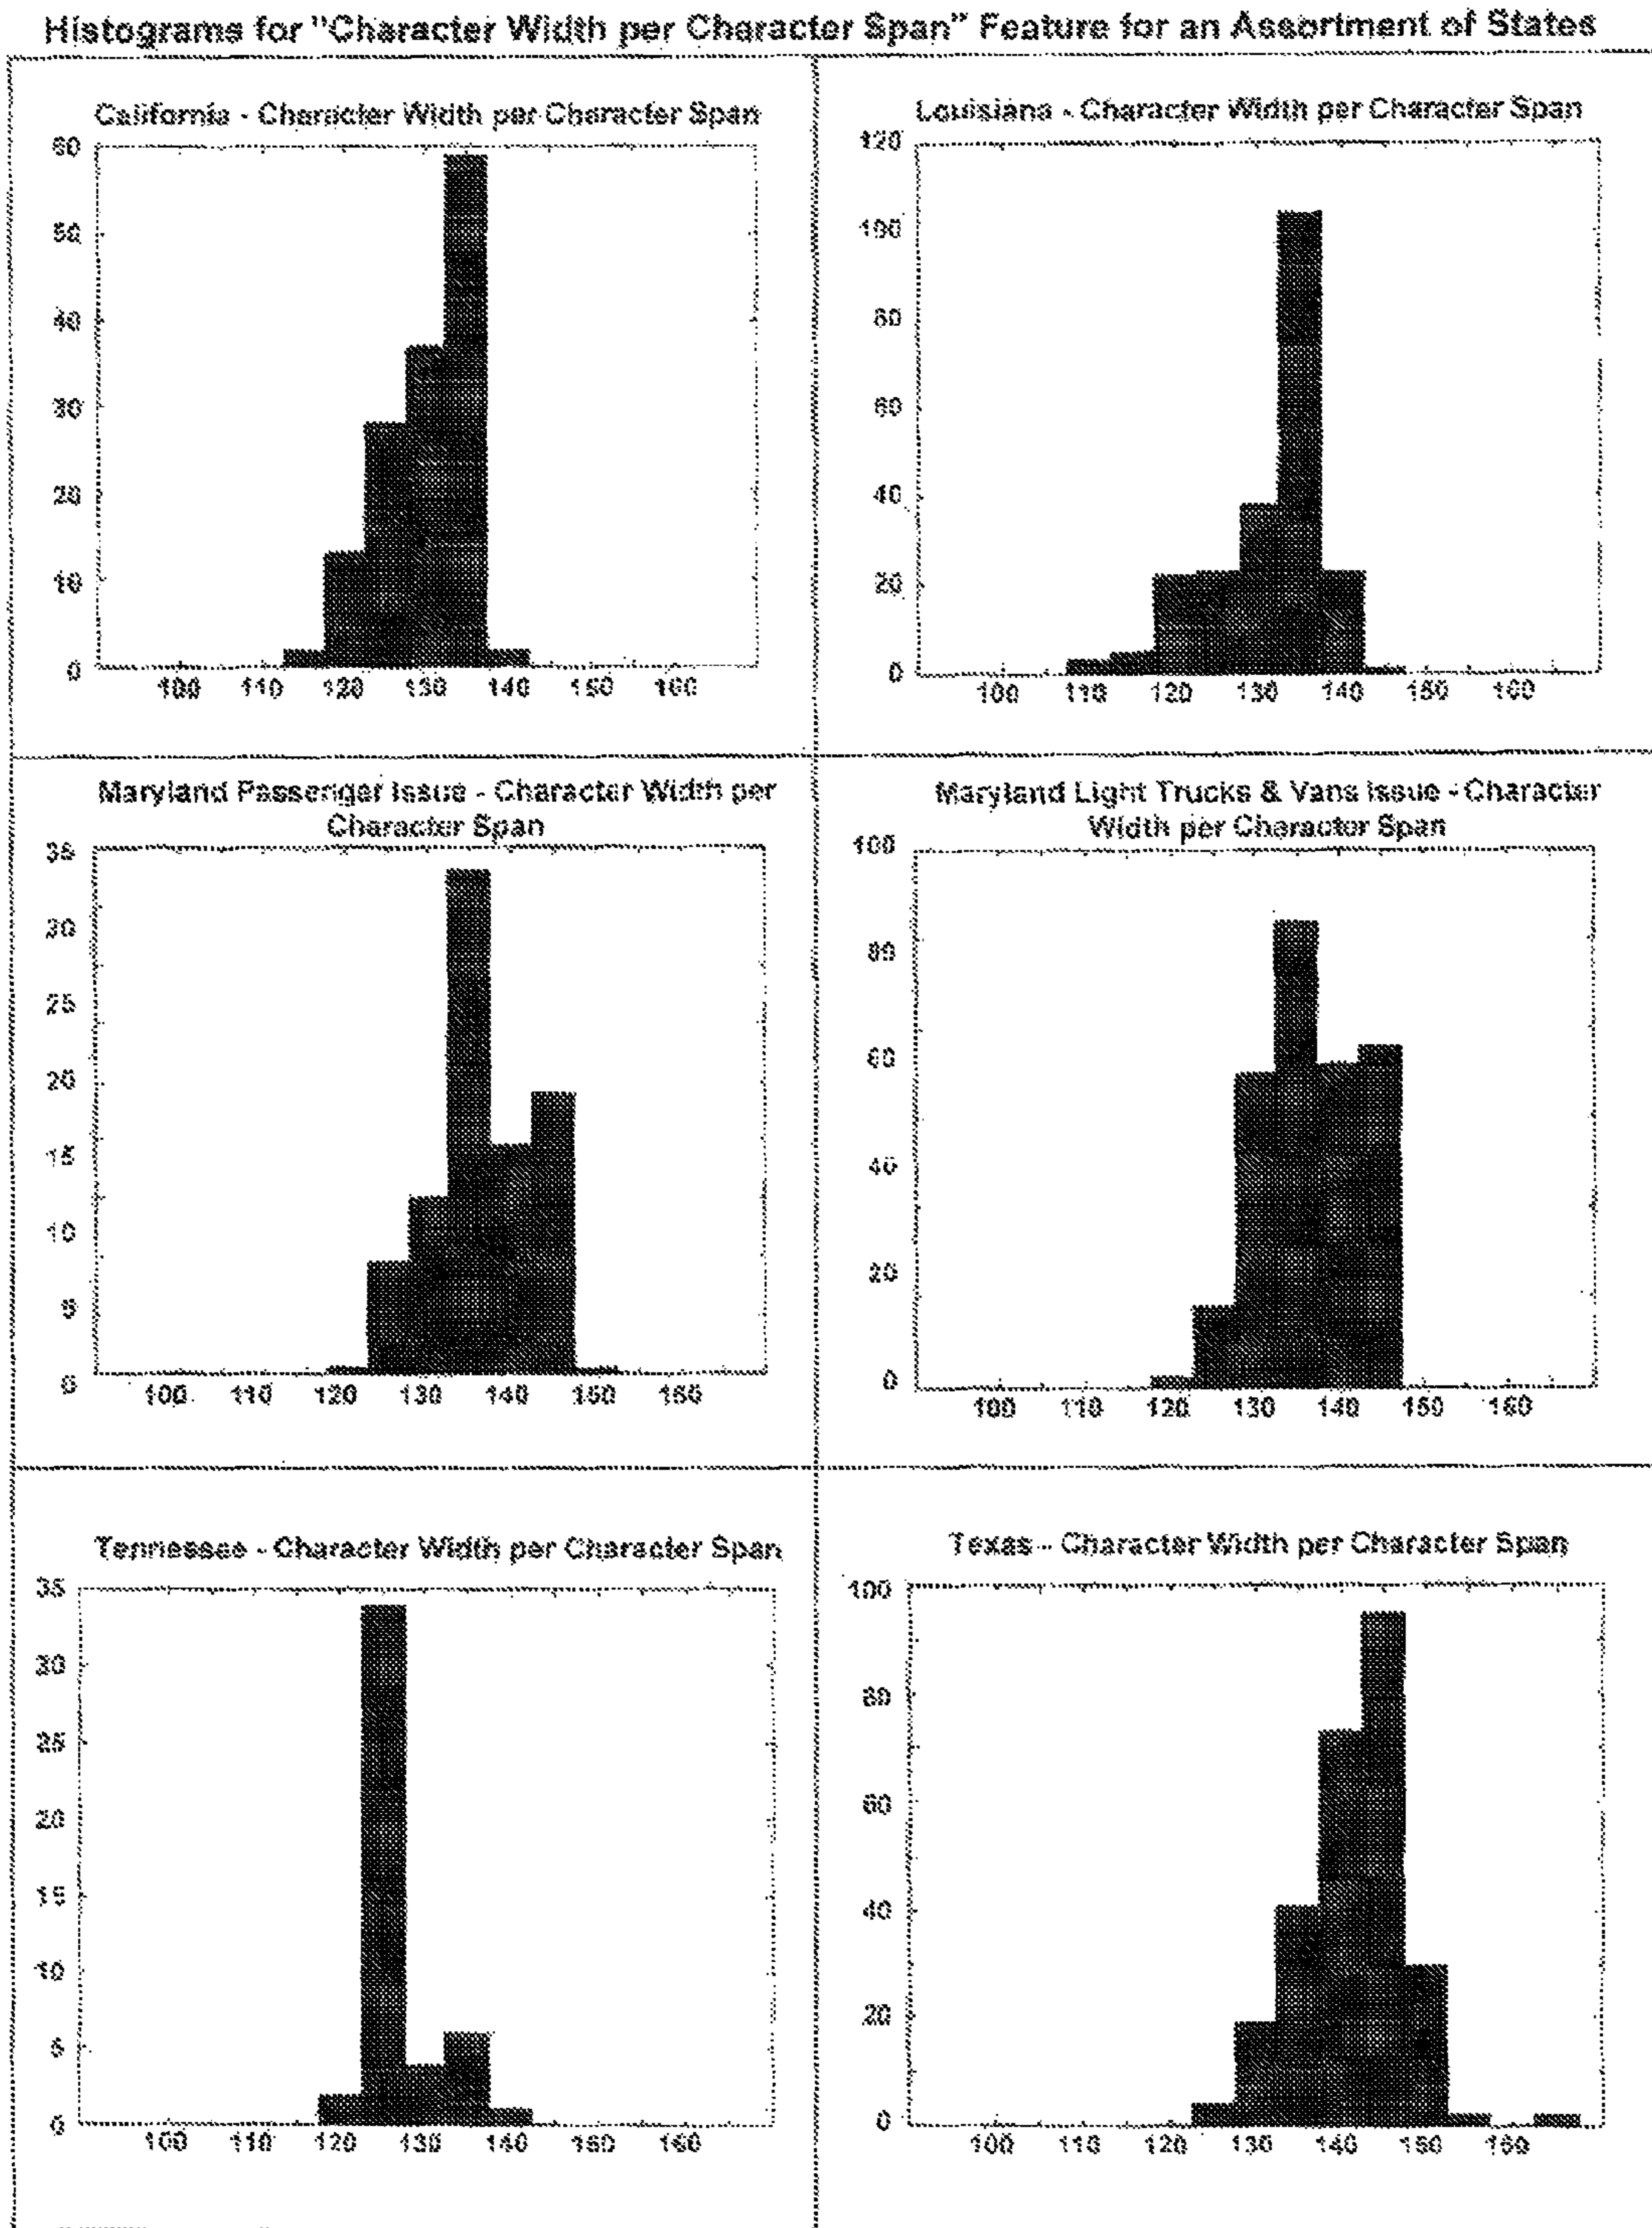 Histograms for "Character Width per Character Span" Feature for an Assortment of States
California - Character Width per Character Span
60
50
40
30
20
10
0
100 110 120 130 140 150 160
Louisiana - Character Width per Character Span
120
100
80
60
40
20
0
100 110 120 130 140 150 160
Maryland Passenger Issue - Character Width per
Character Span
35
30
25
20
15
10
5
0
100 110 120 130 140 150 150
Maryland Light Trucks & Vans Issue - Character
Width per Character Span
100
80
60
40
20
0
100 110 120 130 140 150 160
Tennessee - Character Width per Character Span
35
30
25
20
15
10
5
0
100 110 120 130 140 150 160
Texas - Character Width per Character Span
100
80
60
40
20
0
100 110 120 130 140 150 160